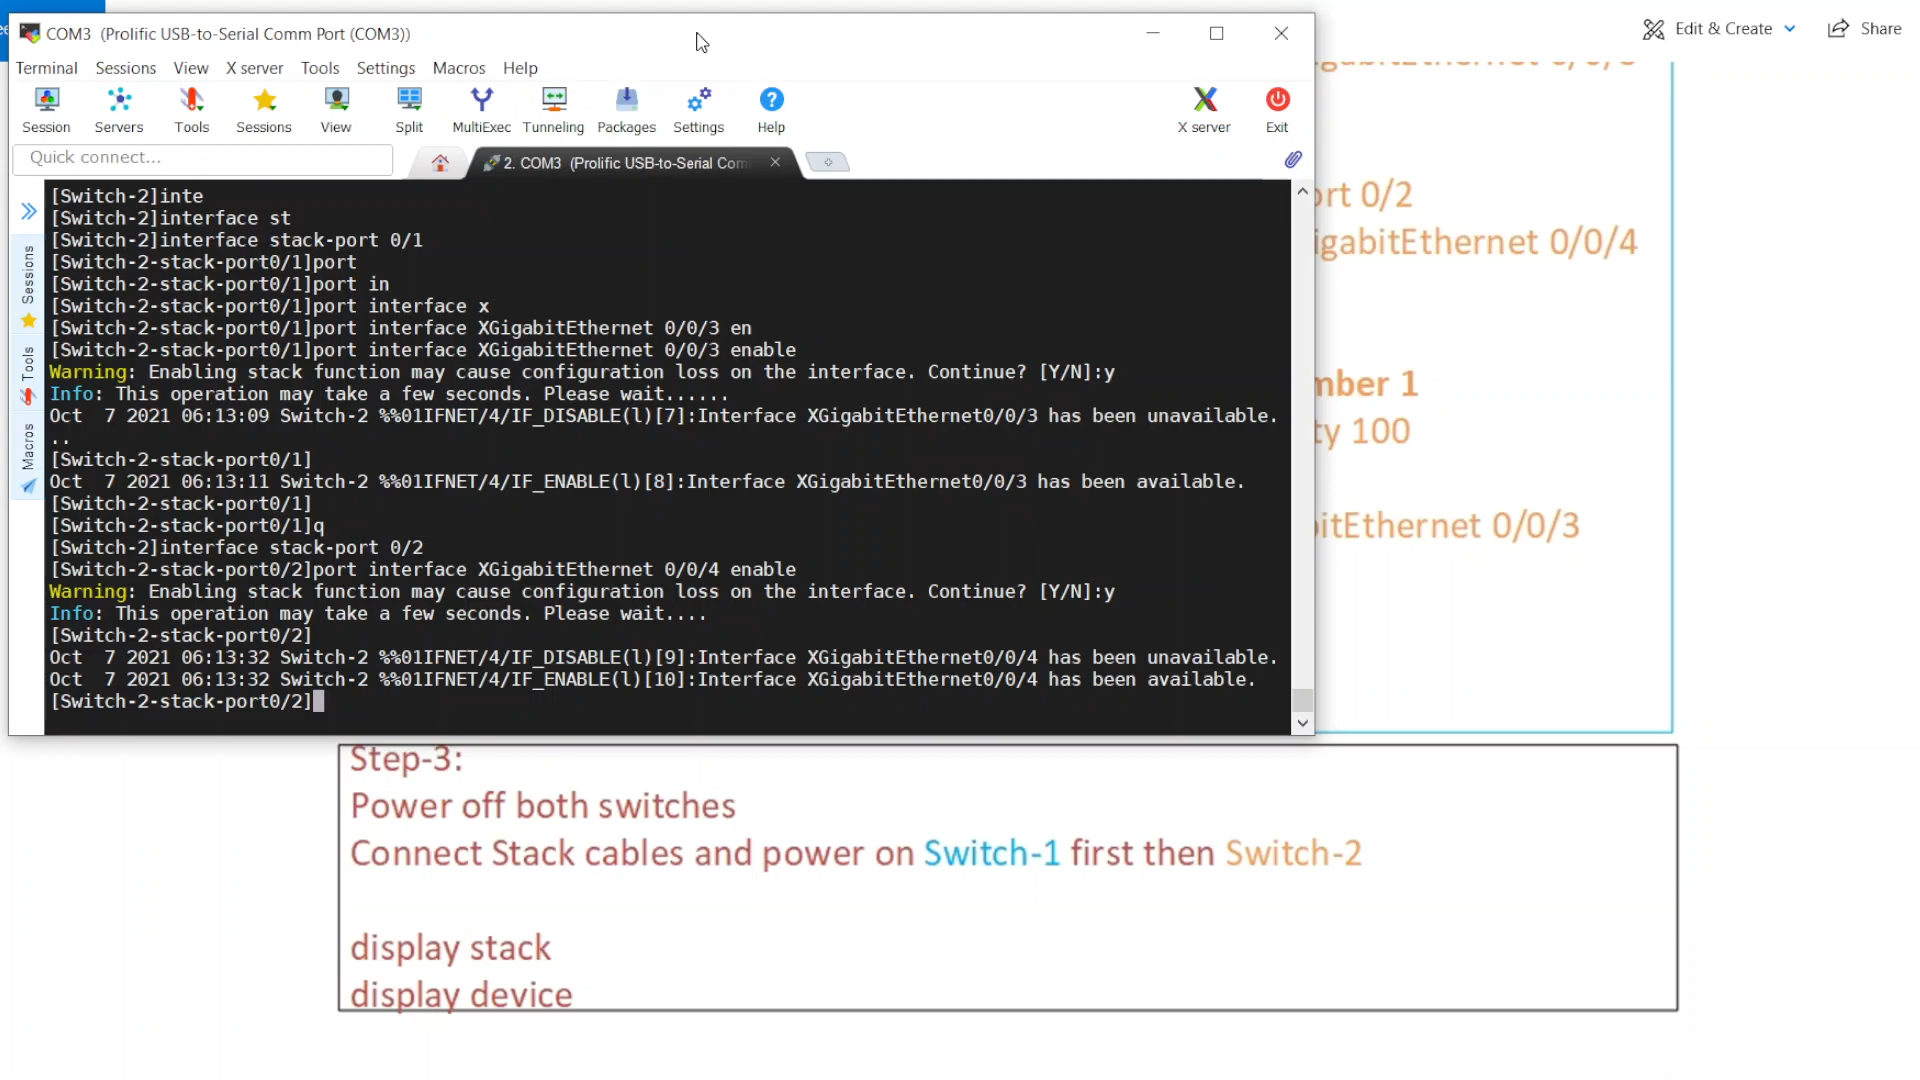 COM3 (Prolific USB-to-Serial Comm Port (COM3))
Edit & Create
Share
Terminal Sessions View X server Tools Settings Macros Help
Session Servers Tools Sessions View Split MultiExec Tunneling Packages Settings Help X server Exit
Quick connect...
2. COM3 (Prolific USB-to-Serial Com
Sessions
Tools
Macros
[Switch-2]inte
[Switch-2]interface st
[Switch-2]interface stack-port 0/1
[Switch-2-stack-port0/1]port
[Switch-2-stack-port0/1]port in
[Switch-2-stack-port0/1]port interface x
[Switch-2-stack-port0/1]port interface XGigabitEthernet 0/0/3 en
[Switch-2-stack-port0/1]port interface XGigabitEthernet 0/0/3 enable
Warning: Enabling stack function may cause configuration loss on the interface. Continue? [Y/N]:y
Info: This operation may take a few seconds. Please wait......
Oct  7 2021 06:13:09 Switch-2 %%01IFNET/4/IF_DISABLE(l)[7]:Interface XGigabitEthernet0/0/3 has been unavailable.
..
[Switch-2-stack-port0/1]
Oct  7 2021 06:13:11 Switch-2 %%01IFNET/4/IF_ENABLE(l)[8]:Interface XGigabitEthernet0/0/3 has been available.
[Switch-2-stack-port0/1]
[Switch-2-stack-port0/1]q
[Switch-2]interface stack-port 0/2
[Switch-2-stack-port0/2]port interface XGigabitEthernet 0/0/4 enable
Warning: Enabling stack function may cause configuration loss on the interface. Continue? [Y/N]:y
Info: This operation may take a few seconds. Please wait....
[Switch-2-stack-port0/2]
Oct  7 2021 06:13:32 Switch-2 %%01IFNET/4/IF_DISABLE(l)[9]:Interface XGigabitEthernet0/0/4 has been unavailable.
Oct  7 2021 06:13:32 Switch-2 %%01IFNET/4/IF_ENABLE(l)[10]:Interface XGigabitEthernet0/0/4 has been available.
[Switch-2-stack-port0/2]
ort 0/2
igabitEthernet 0/0/4
mber 1
ty 100
bitEthernet 0/0/3
Step-3:
Power off both switches
Connect Stack cables and power on Switch-1 first then Switch-2
display stack
display device